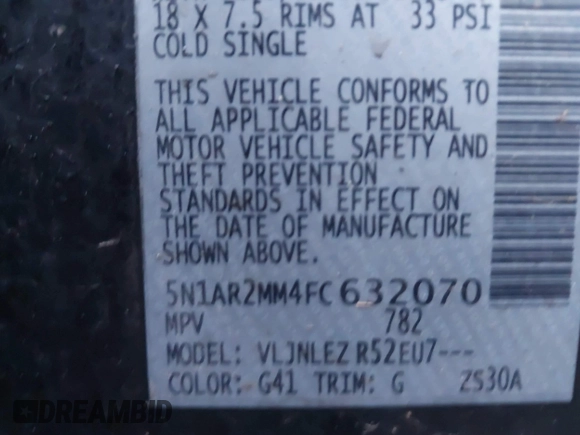 18 X 7.5 RIMS AT 33 PSI
COLD SINGLE
THIS VEHICLE CONFORMS TO
ALL APPLICABLE FEDERAL
MOTOR VEHICLE SAFETY AND
THEFT PREVENTION
STANDARDS IN EFFECT ON
THE DATE OF MANUFACTURE
SHOWN ABOVE.
5N1AR2MM4FC632070
MPV 782
MODEL: VLJNLEZ R52EU7---
COLOR: G41 TRIM: G ZS30A
DREAMBID